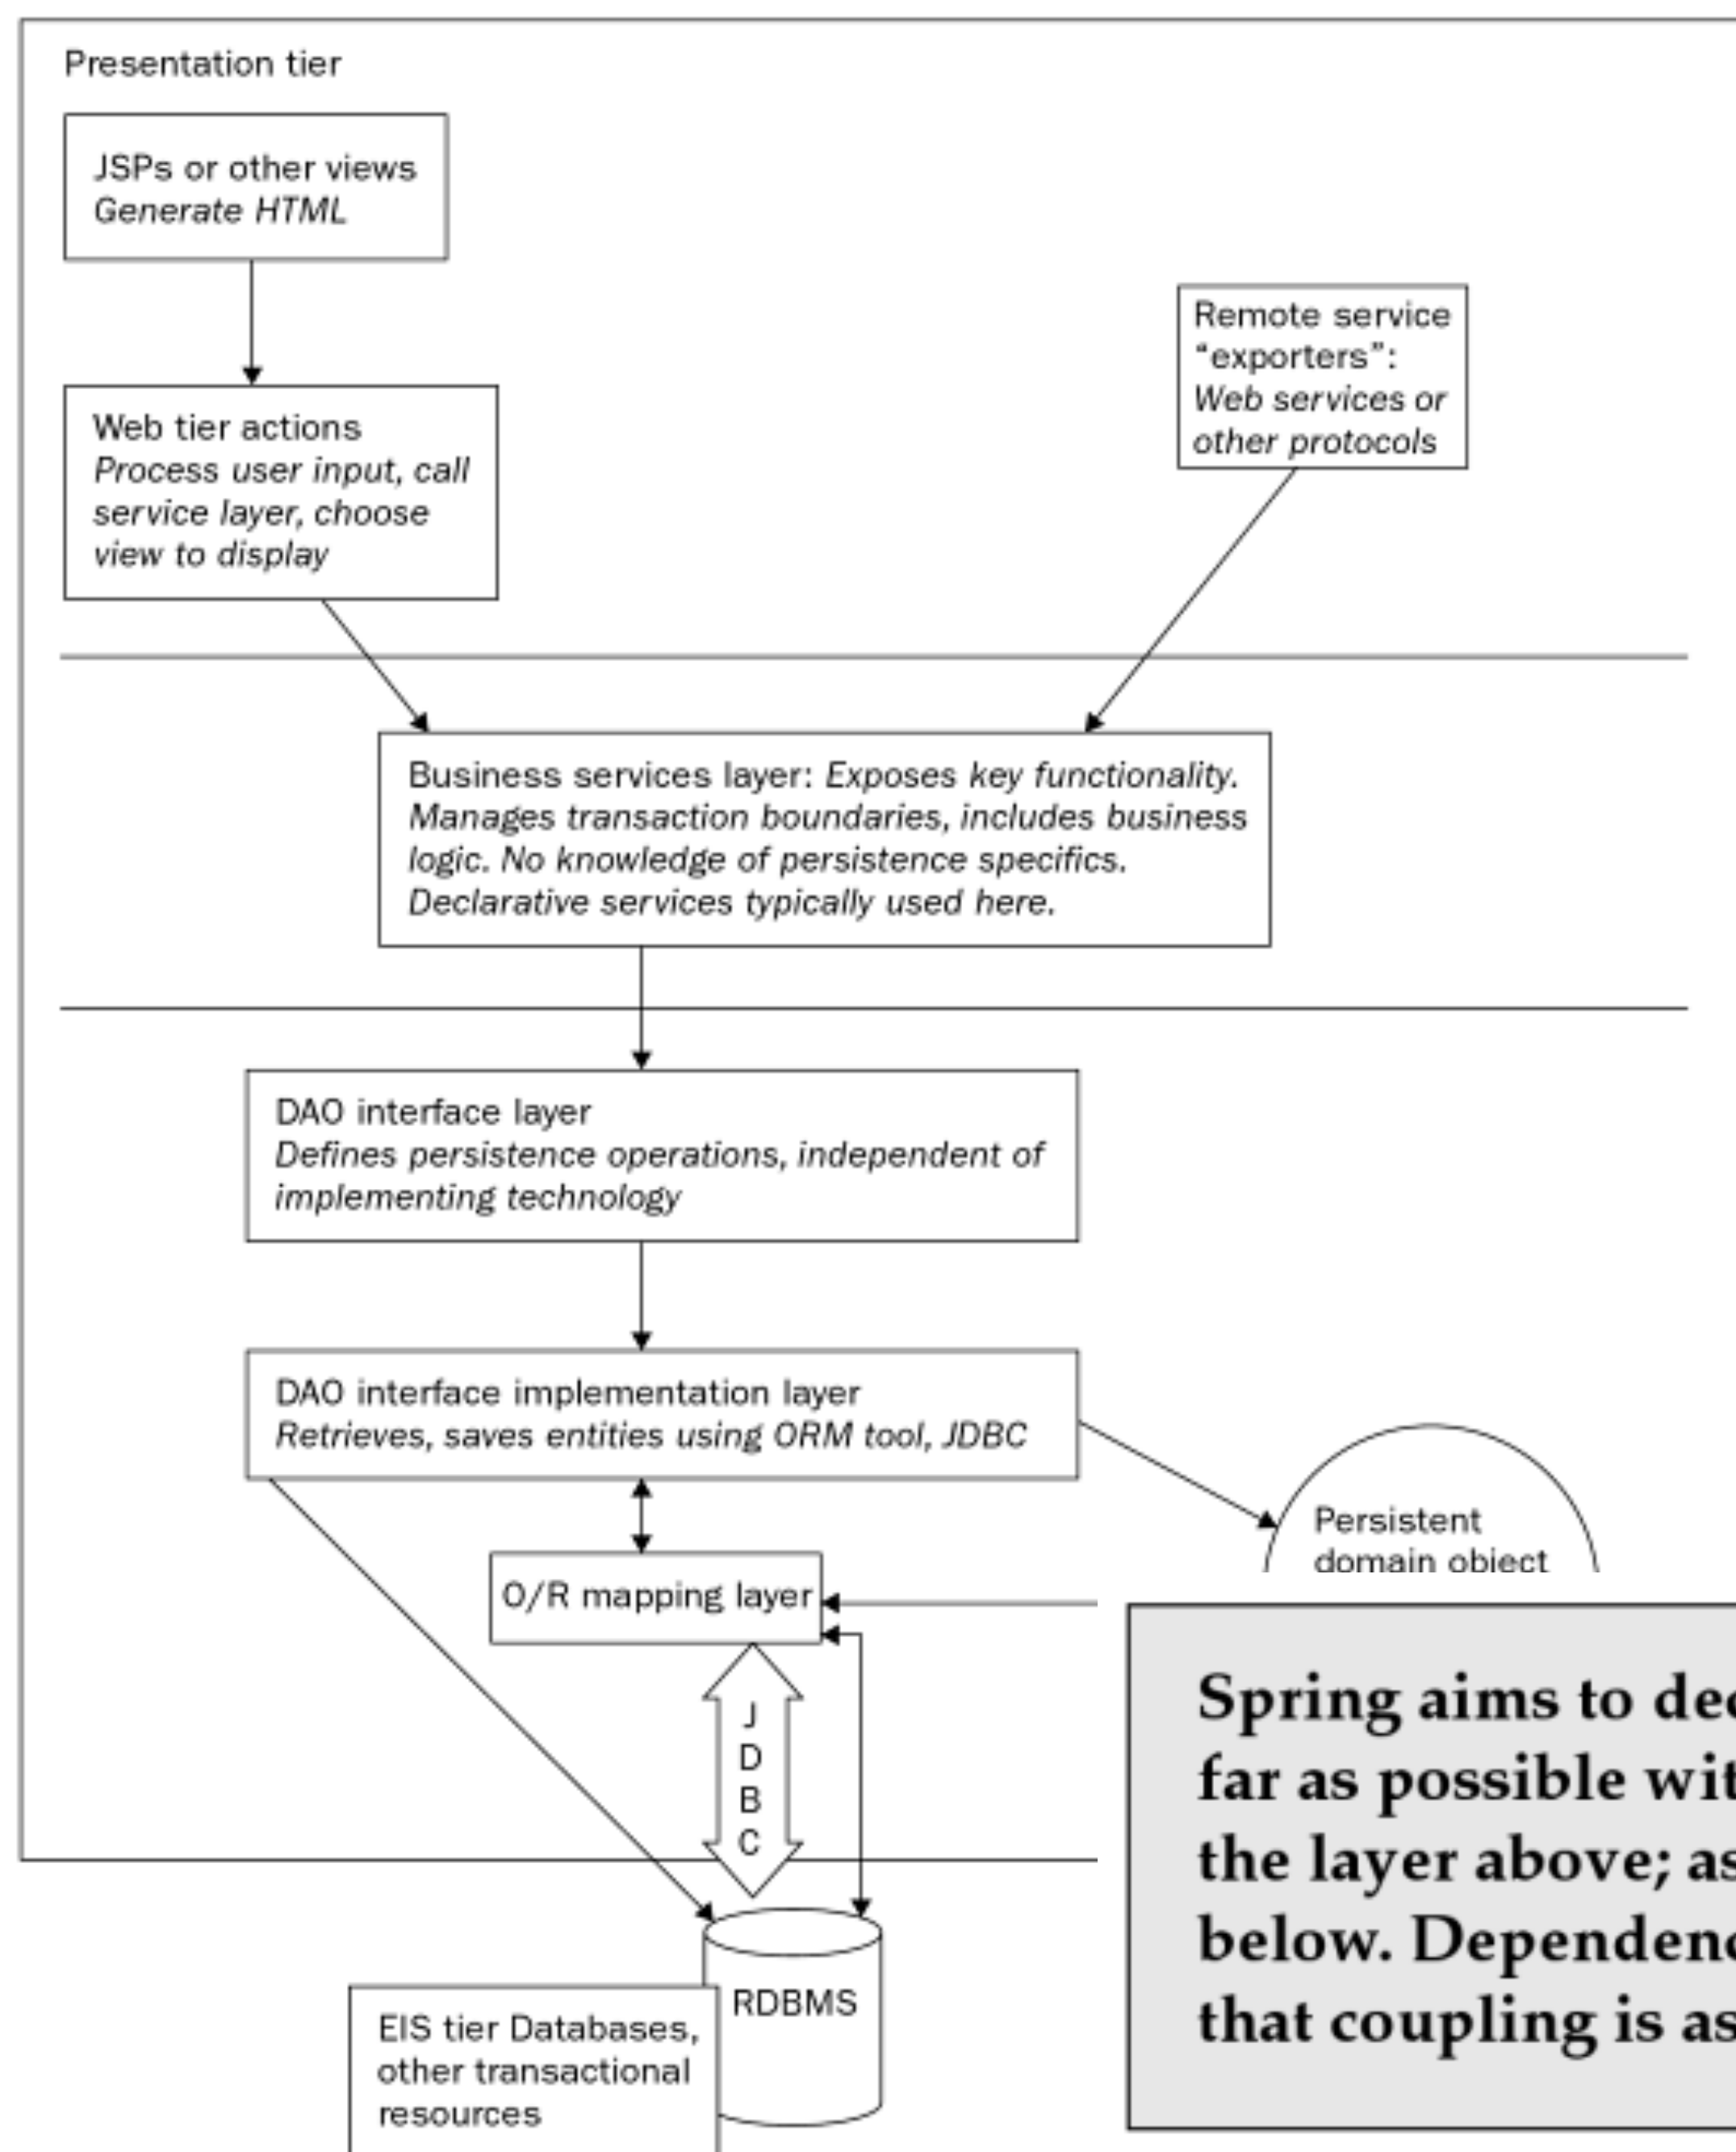 Presentation tier
JSPs or other views
Generate HTML
Remote service
“exporters”:
Web services or
other protocols
Web tier actions
Process user input, call
service layer, choose
view to display
Business services layer: Exposes key functionality.
Manages transaction boundaries, includes business
logic. No knowledge of persistence specifics.
Declarative services typically used here.
DAO interface layer
Defines persistence operations, independent of
implementing technology
DAO interface implementation layer
Retrieves, saves entities using ORM tool, JDBC
Persistent
domain object
O/R mapping layer
J
D
B
C
RDBMS
EIS tier Databases,
other transactional
resources
Spring aims to
far as possible
the layer above;
below.
that coupling is